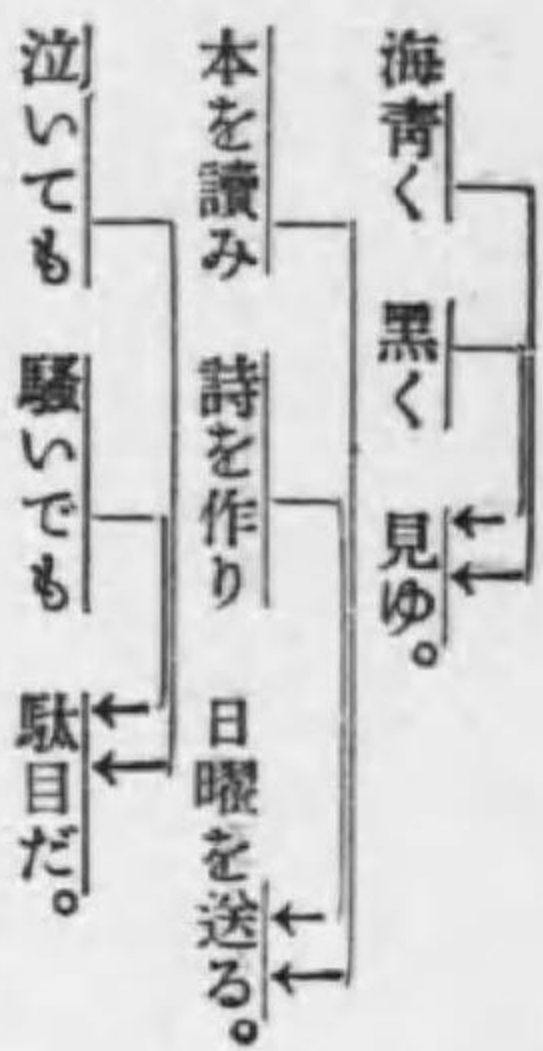 海青く 黒く 見ゆ。
本を讀み 詩を作り 日曜を送る。
泣いても 騒いでも 駄目だ。